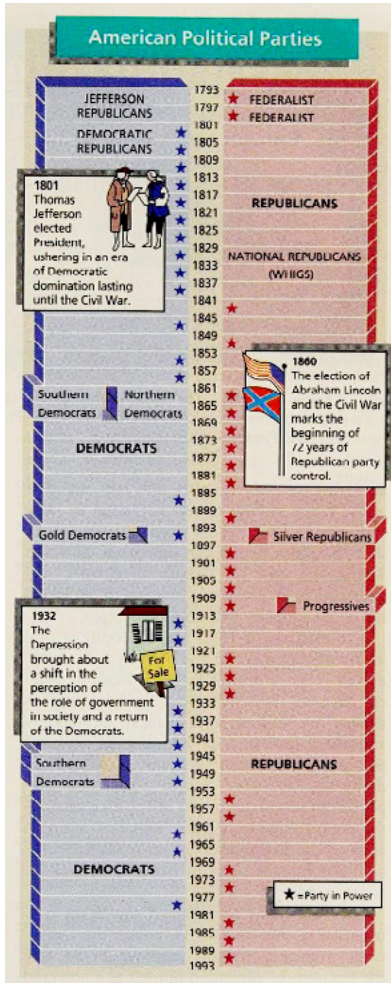 American Political Parties
JEFFERSON
REPUBLICANS
DEMOCRATIC
REPUBLICANS
1801
Thomas
Jefferson
elected
President,
ushering in an era
of Democratic
domination lasting
until the Civil War.
Southern
Democrats
Northern
Democrats
DEMOCRATS
Gold Democrats
1932
The
Depression
brought about
a shift in the
perception of
the role of government
in society and a return
of the Democrats.
For
Sale
Southern
Democrats
DEMOCRATS
1793
1797
1801
1805
1809
1813
1817
1821
1825
1829
1833
1837
1841
1845
1849
1853
1857
1861
1865
1869
1873
1877
1881
1885
1889
1893
1897
1901
1905
1909
1913
1917
1921
1925
1929
1933
1937
1941
1945
1949
1953
1957
1961
1965
1969
1973
1977
1981
1985
1989
1993
FEDERALIST
FEDERALIST
REPUBLICANS
NATIONAL REPUBLICANS
(WHIGS)
1860
The election of
Abraham Lincoln
and the Civil War
marks the
beginning of
72 years of
Republican party
control.
Silver Republicans
Progressives
REPUBLICANS
★=Party in Power